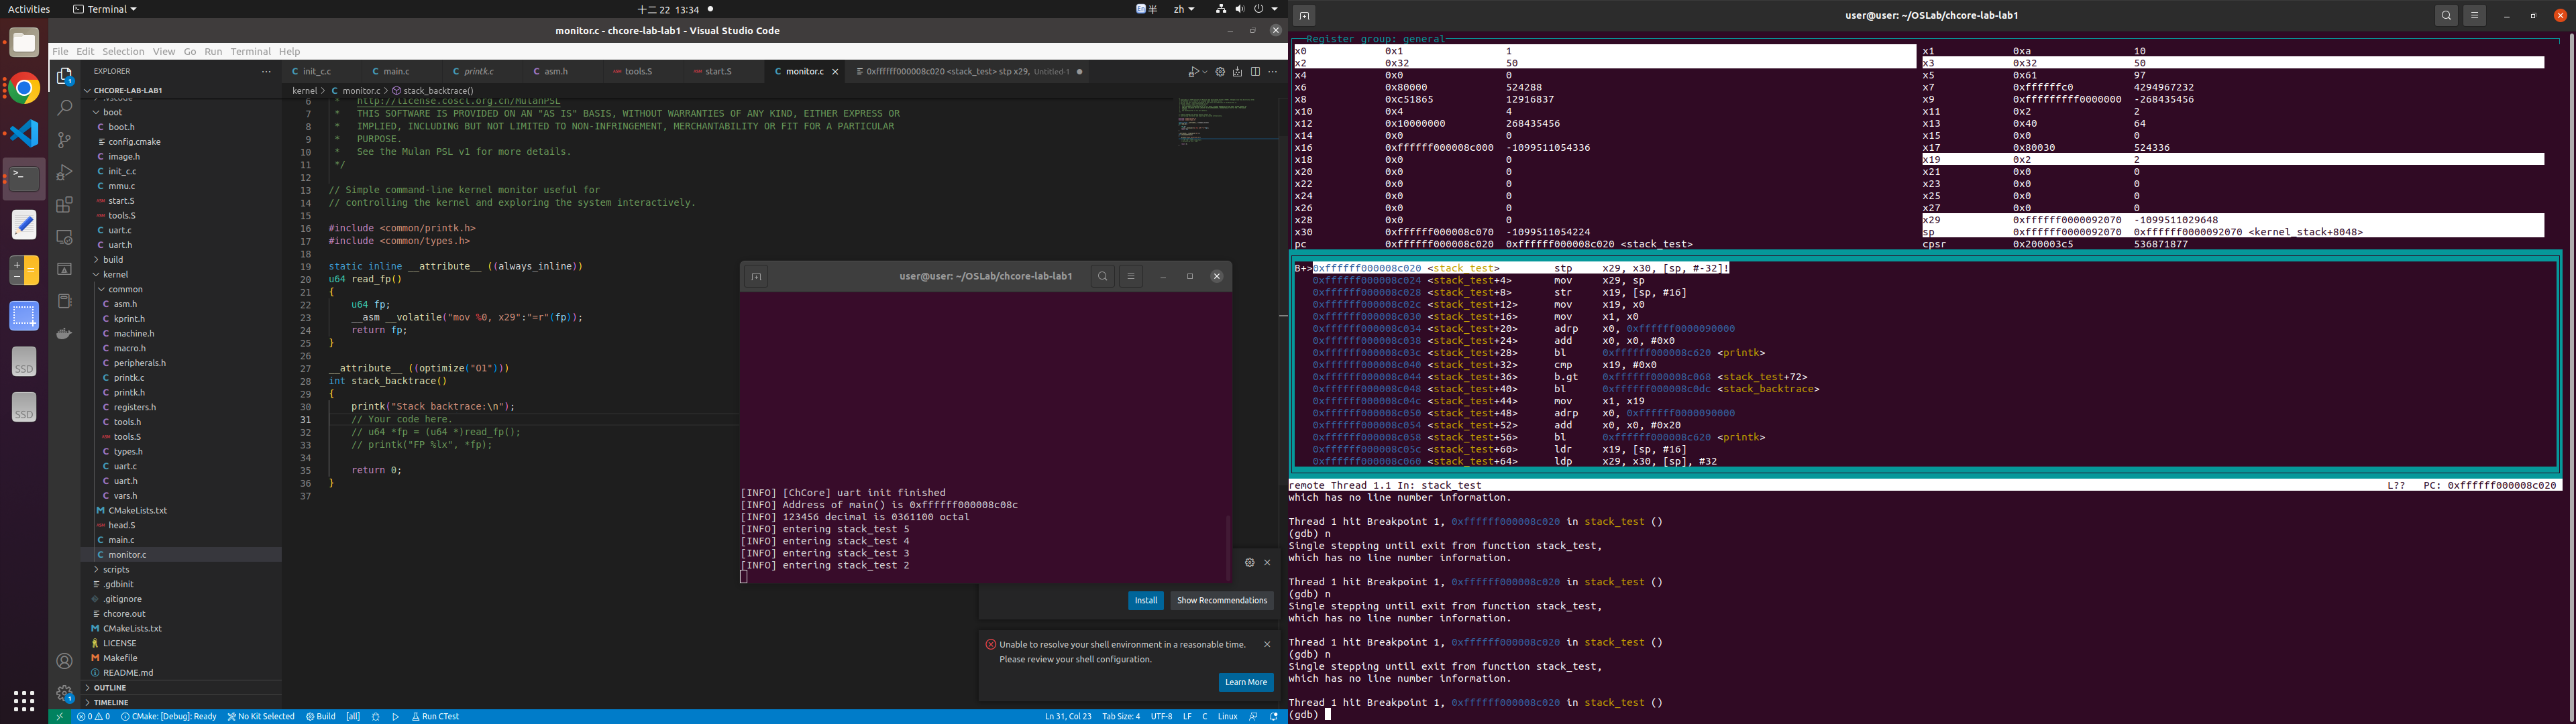 Activities
Terminal
十二 22 13:34
En 半
zh
monitor.c - chcore-lab-lab1 - Visual Studio Code
File Edit Selection View Go Run Terminal Help
EXPLORER
init_c.c
main.c
printk.c
asm.h
tools.S
start.S
monitor.c
0xffffff000008c020 <stack_test> stp x29, Untitled-1
kernel > monitor.c > stack_backtrace()
CHCORE-LAB-LAB1
.vscode
boot
boot.h
config.cmake
image.h
init_c.c
mmu.c
start.S
tools.S
uart.c
uart.h
build
kernel
common
asm.h
kprint.h
machine.h
macro.h
peripherals.h
printk.c
printk.h
registers.h
tools.h
tools.S
types.h
uart.c
uart.h
vars.h
CMakeLists.txt
head.S
main.c
monitor.c
scripts
.gdbinit
.gitignore
chcore.out
CMakeLists.txt
LICENSE
Makefile
README.md
OUTLINE
TIMELINE
6 * http://license.coscl.org.cn/MulanPSL
7 * THIS SOFTWARE IS PROVIDED ON AN "AS IS" BASIS, WITHOUT WARRANTIES OF ANY KIND, EITHER EXPRESS OR
8 * IMPLIED, INCLUDING BUT NOT LIMITED TO NON-INFRINGEMENT, MERCHANTABILITY OR FIT FOR A PARTICULAR
9 * PURPOSE.
10 * See the Mulan PSL v1 for more details.
11 */
12
13 // Simple command-line kernel monitor useful for
14 // controlling the kernel and exploring the system interactively.
15
16 #include <common/printk.h>
17 #include <common/types.h>
18
19 static inline __attribute__ ((always_inline))
20 u64 read_fp()
21 {
22 u64 fp;
23 __asm __volatile("mov %0, x29":"=r"(fp));
24 return fp;
25 }
26
27 __attribute__ ((optimize("O1")))
28 int stack_backtrace()
29 {
30 printk("Stack backtrace:\n");
31 // Your code here.
32 // u64 *fp = (u64 *)read_fp();
33 // printk("FP %lx", *fp);
34
35 return 0;
36 }
37
user@user: ~/OSLab/chcore-lab-lab1
[INFO] [ChCore] uart init finished
[INFO] Address of main() is 0xffffff000008c08c
[INFO] 123456 decimal is 0361100 octal
[INFO] entering stack_test 5
[INFO] entering stack_test 4
[INFO] entering stack_test 3
[INFO] entering stack_test 2
Install
Show Recommendations
Unable to resolve your shell environment in a reasonable time.
Please review your shell configuration.
Learn More
0 0 CMake: [Debug]: Ready No Kit Selected Build [all] Run CTest
Ln 31, Col 23 Tab Size: 4 UTF-8 LF C Linux
SSD
SSD
user@user: ~/OSLab/chcore-lab-lab1
Register group: general
x0 0x1 1 x1 0xa 10
x2 0x32 50 x3 0x32 50
x4 0x0 0 x5 0x61 97
x6 0x80000 524288 x7 0xffffffc0 4294967232
x8 0xc51865 12916837 x9 0xfffffffff0000000 -268435456
x10 0x4 4 x11 0x2 2
x12 0x10000000 268435456 x13 0x40 64
x14 0x0 0 x15 0x0 0
x16 0xffffff000008c000 -1099511054336 x17 0x80030 524336
x18 0x0 0 x19 0x2 2
x20 0x0 0 x21 0x0 0
x22 0x0 0 x23 0x0 0
x24 0x0 0 x25 0x0 0
x26 0x0 0 x27 0x0 0
x28 0x0 0 x29 0xffffff0000092070 -1099511029648
x30 0xffffff000008c070 -1099511054224 sp 0xffffff0000092070 0xffffff0000092070 <kernel_stack+8048>
pc 0xffffff000008c020 0xffffff000008c020 <stack_test> cpsr 0x200003c5 536871877
B+>0xffffff000008c020 <stack_test> stp x29, x30, [sp, #-32]!
0xffffff000008c024 <stack_test+4> mov x29, sp
0xffffff000008c028 <stack_test+8> str x19, [sp, #16]
0xffffff000008c02c <stack_test+12> mov x19, x0
0xffffff000008c030 <stack_test+16> mov x1, x0
0xffffff000008c034 <stack_test+20> adrp x0, 0xffffff0000090000
0xffffff000008c038 <stack_test+24> add x0, x0, #0x0
0xffffff000008c03c <stack_test+28> bl 0xffffff000008c620 <printk>
0xffffff000008c040 <stack_test+32> cmp x19, #0x0
0xffffff000008c044 <stack_test+36> b.gt 0xffffff000008c068 <stack_test+72>
0xffffff000008c048 <stack_test+40> bl 0xffffff000008c0dc <stack_backtrace>
0xffffff000008c04c <stack_test+44> mov x1, x19
0xffffff000008c050 <stack_test+48> adrp x0, 0xffffff0000090000
0xffffff000008c054 <stack_test+52> add x0, x0, #0x20
0xffffff000008c058 <stack_test+56> bl 0xffffff000008c620 <printk>
0xffffff000008c05c <stack_test+60> ldr x19, [sp, #16]
0xffffff000008c060 <stack_test+64> ldp x29, x30, [sp], #32
remote Thread 1.1 In: stack_test L?? PC: 0xffffff000008c020
which has no line number information.
Thread 1 hit Breakpoint 1, 0xffffff000008c020 in stack_test ()
(gdb) n
Single stepping until exit from function stack_test,
which has no line number information.
Thread 1 hit Breakpoint 1, 0xffffff000008c020 in stack_test ()
(gdb) n
Single stepping until exit from function stack_test,
which has no line number information.
Thread 1 hit Breakpoint 1, 0xffffff000008c020 in stack_test ()
(gdb) n
Single stepping until exit from function stack_test,
which has no line number information.
Thread 1 hit Breakpoint 1, 0xffffff000008c020 in stack_test ()
(gdb)